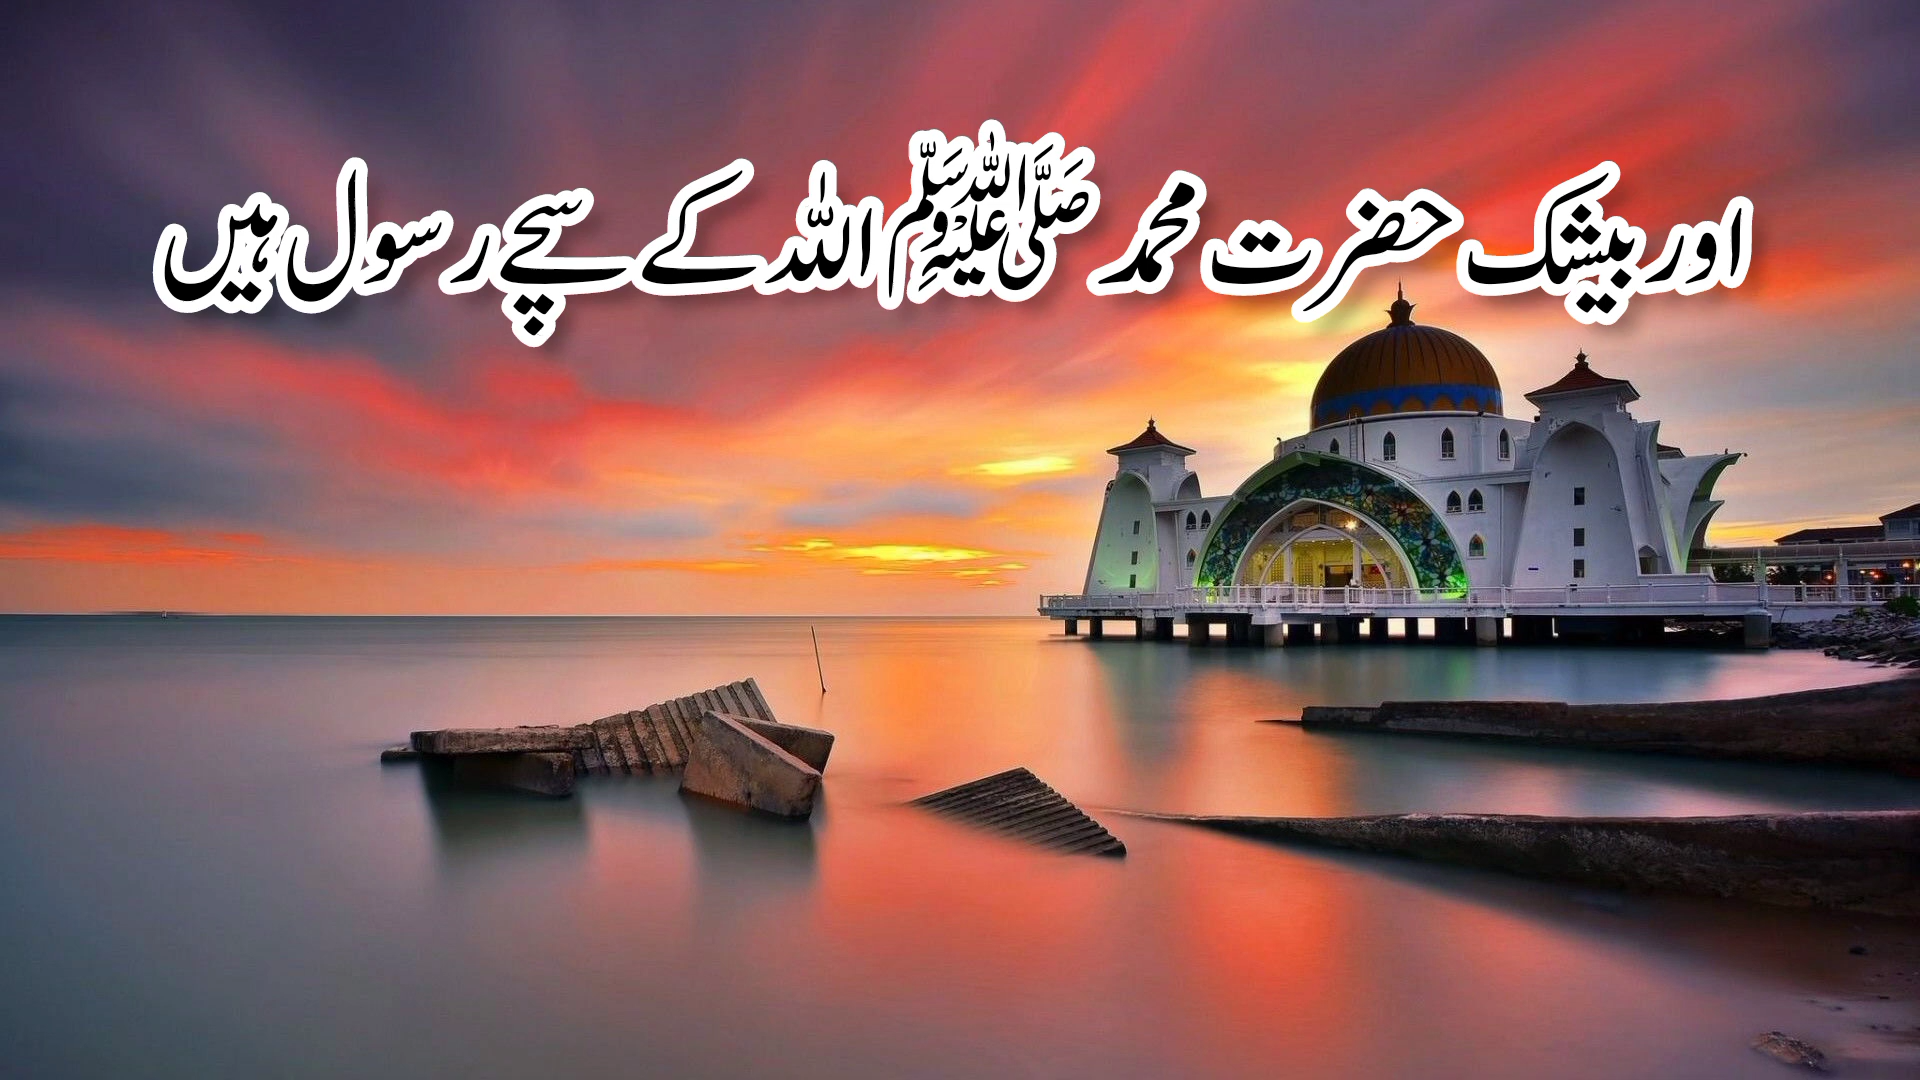 اور بیشک حضرت محمد ﷺ اللہ کے سچے رسول ہیں